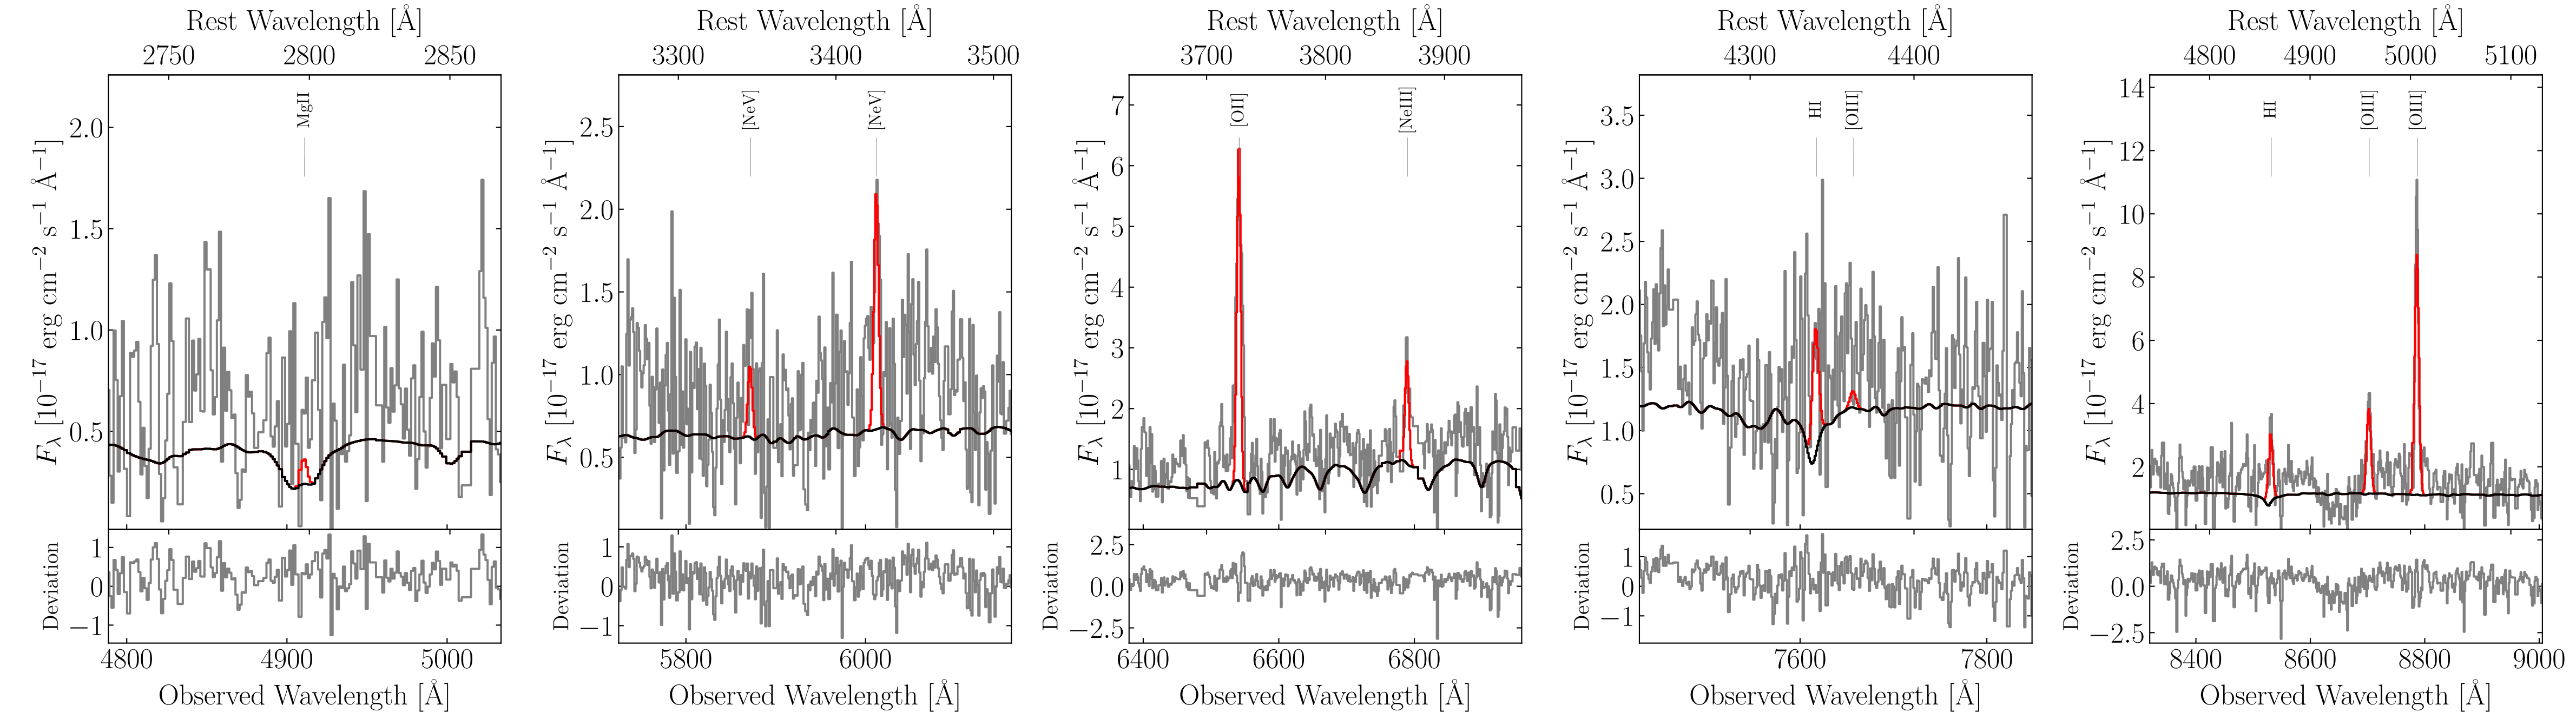 Rest Wavelength [Å]
2750 2800 2850
MgII
2.0
1.5
1.0
0.5
F_λ [10⁻¹⁷ erg cm⁻² s⁻¹ Å⁻¹]
1
0
−1
Deviation
4800 4900 5000
Observed Wavelength [Å]
Rest Wavelength [Å]
3300 3400 3500
[NeV] [NeV]
2.5
2.0
1.5
1.0
0.5
F_λ [10⁻¹⁷ erg cm⁻² s⁻¹ Å⁻¹]
1
0
−1
Deviation
5800 6000
Observed Wavelength [Å]
Rest Wavelength [Å]
3700 3800 3900
[OII] [NeIII]
7
6
5
4
3
2
1
F_λ [10⁻¹⁷ erg cm⁻² s⁻¹ Å⁻¹]
2.5
0.0
−2.5
Deviation
6400 6600 6800
Observed Wavelength [Å]
Rest Wavelength [Å]
4300 4400
HI [OIII]
3.5
3.0
2.5
2.0
1.5
1.0
0.5
F_λ [10⁻¹⁷ erg cm⁻² s⁻¹ Å⁻¹]
1
0
−1
Deviation
7600 7800
Observed Wavelength [Å]
Rest Wavelength [Å]
4800 4900 5000 5100
HI [OIII] [OIII]
14
12
10
8
6
4
2
F_λ [10⁻¹⁷ erg cm⁻² s⁻¹ Å⁻¹]
2.5
0.0
−2.5
Deviation
8400 8600 8800 9000
Observed Wavelength [Å]